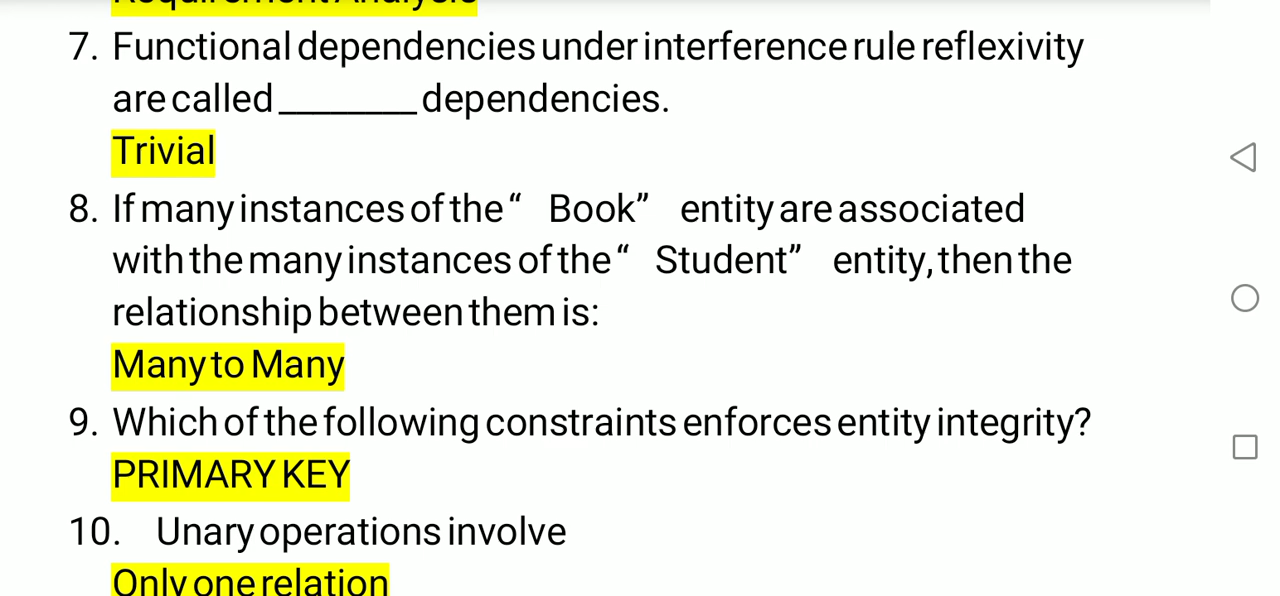 Requirement Analysis
7. Functional dependencies under interference rule reflexivity
are called ________ dependencies.
Trivial
8. If many instances of the “ Book” entity are associated
with the many instances of the “ Student” entity, then the
relationship between them is:
Many to Many
9. Which of the following constraints enforces entity integrity?
PRIMARY KEY
10. Unary operations involve
Only one relation